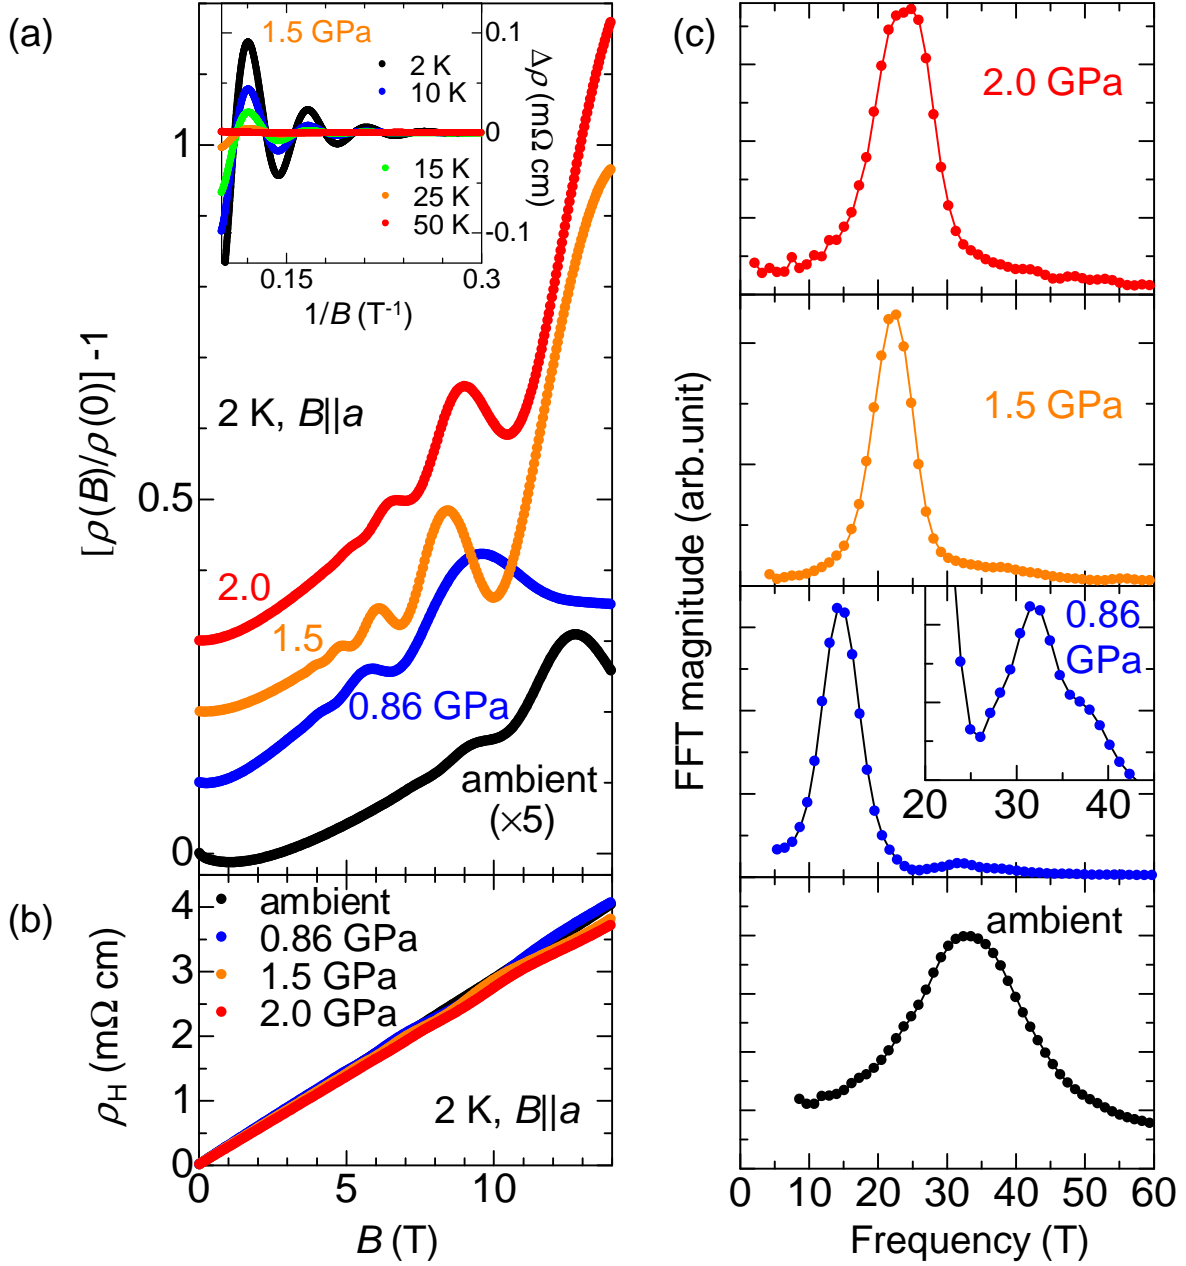 (a)
1.5 GPa
2 K
10 K
15 K
25 K
50 K
0.1
0
-0.1
Δρ (mΩ cm)
0.15
0.3
1/B (T-1)
1
0.5
0
[ρ(B)/ρ(0)] -1
2 K, B||a
2.0
1.5
0.86 GPa
ambient
(×5)
(b)
ambient
0.86 GPa
1.5 GPa
2.0 GPa
4
3
2
1
0
ρH (mΩ cm)
2 K, B||a
0
5
10
B (T)
(c)
2.0 GPa
1.5 GPa
0.86
GPa
20
30
40
ambient
FFT magnitude (arb.unit)
0
10
20
30
40
50
60
Frequency (T)